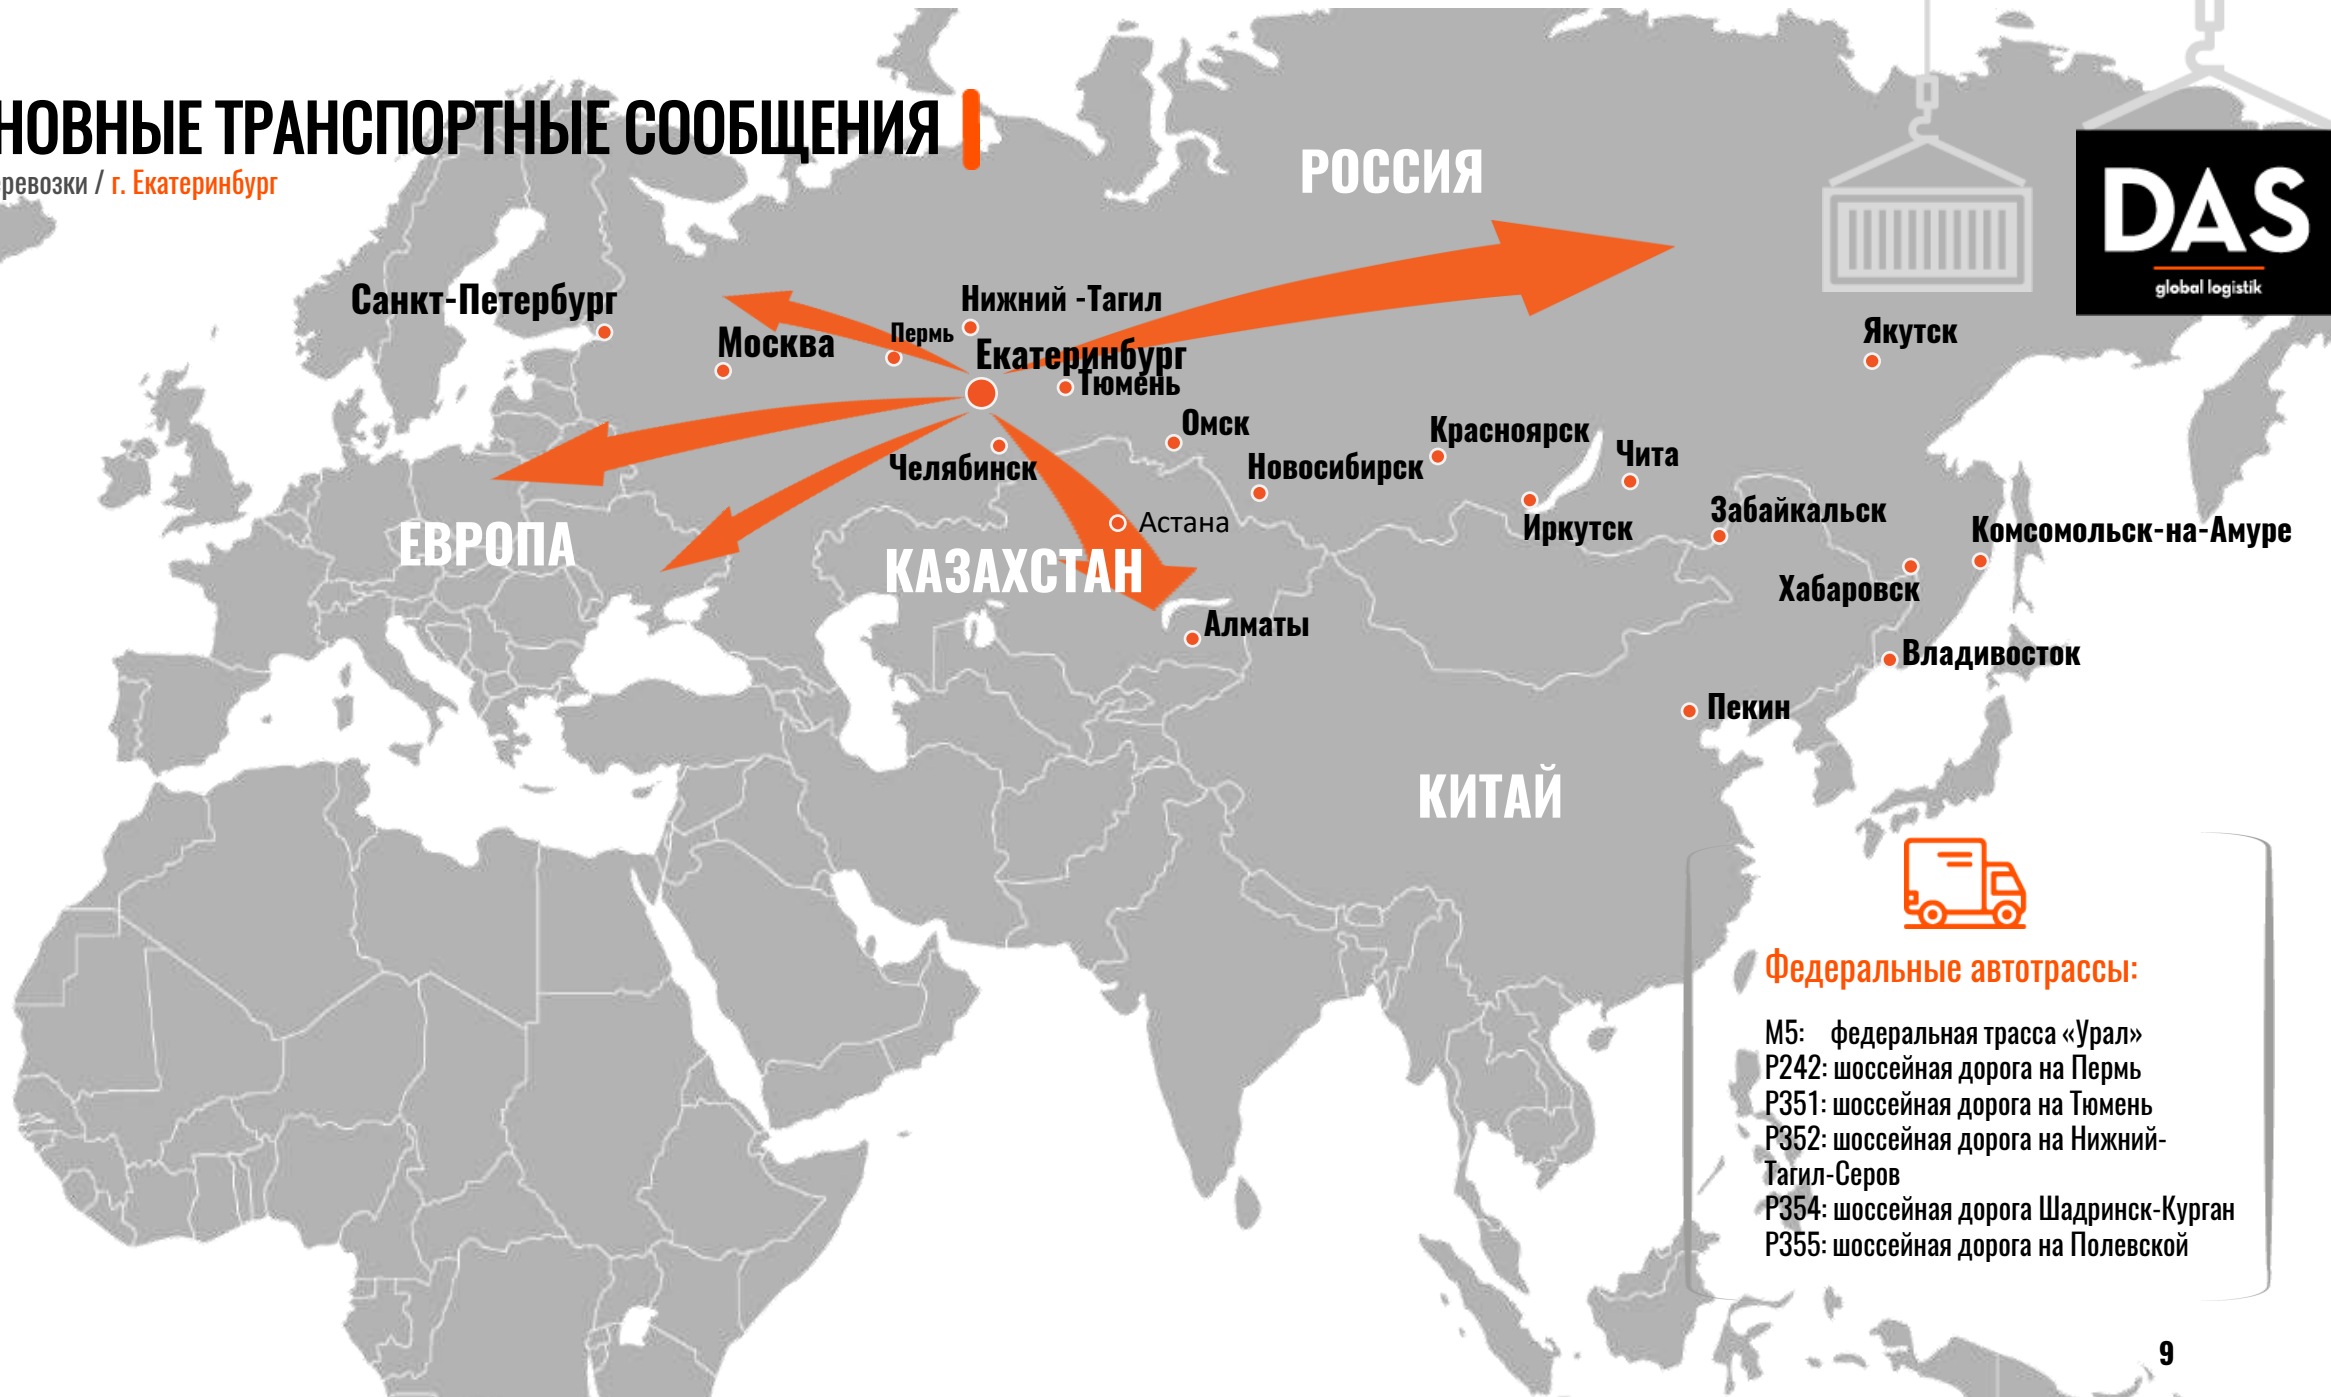 НОВНЫЕ ТРАНСПОРТНЫЕ СООБЩЕНИЯ
ревозки / г. Екатеринбург
РОССИЯ
DAS
global logistik
Санкт-Петербург
Москва
Пермь
Нижний -Тагил
Екатеринбург
Тюмень
Якутск
Омск
Челябинск
Новосибирск
Красноярск
Чита
Иркутск
Забайкальск
Комсомольск-на-Амуре
Хабаровск
Астана
ЕВРОПА
КАЗАХСТАН
Алматы
Владивосток
Пекин
КИТАЙ
Федеральные автотрассы:
М5: федеральная трасса «Урал»
Р242: шоссейная дорога на Пермь
Р351: шоссейная дорога на Тюмень
Р352: шоссейная дорога на Нижний-
Тагил-Серов
Р354: шоссейная дорога Шадринск-Курган
Р355: шоссейная дорога на Полевской
9